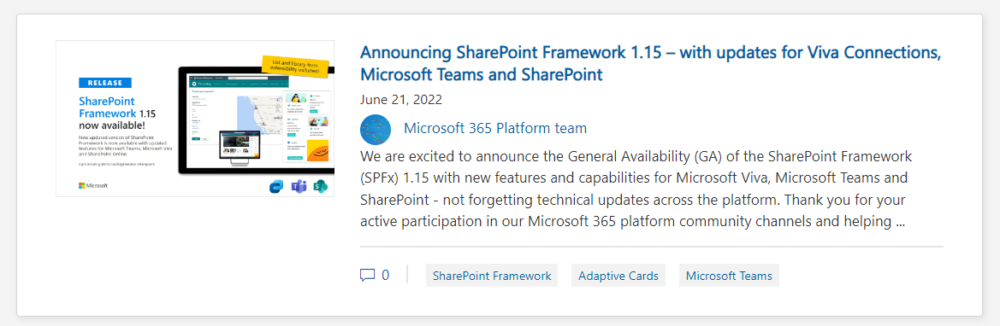 List and library form
extensibility included!
RELEASE
SharePoint
Framework 1.15
now available!
New updated version of SharePoint
Framework is now available with updated
features for Microsoft Teams, Microsoft Viva
and SharePoint Online
Microsoft
Announcing SharePoint Framework 1.15 – with updates for Viva Connections,
Microsoft Teams and SharePoint
June 21, 2022
Microsoft 365 Platform team
We are excited to announce the General Availability (GA) of the SharePoint Framework
(SPFx) 1.15 with new features and capabilities for Microsoft Viva, Microsoft Teams and
SharePoint - not forgetting technical updates across the platform. Thank you for your
active participation in our Microsoft 365 platform community channels and helping ...
0
SharePoint Framework
Adaptive Cards
Microsoft Teams